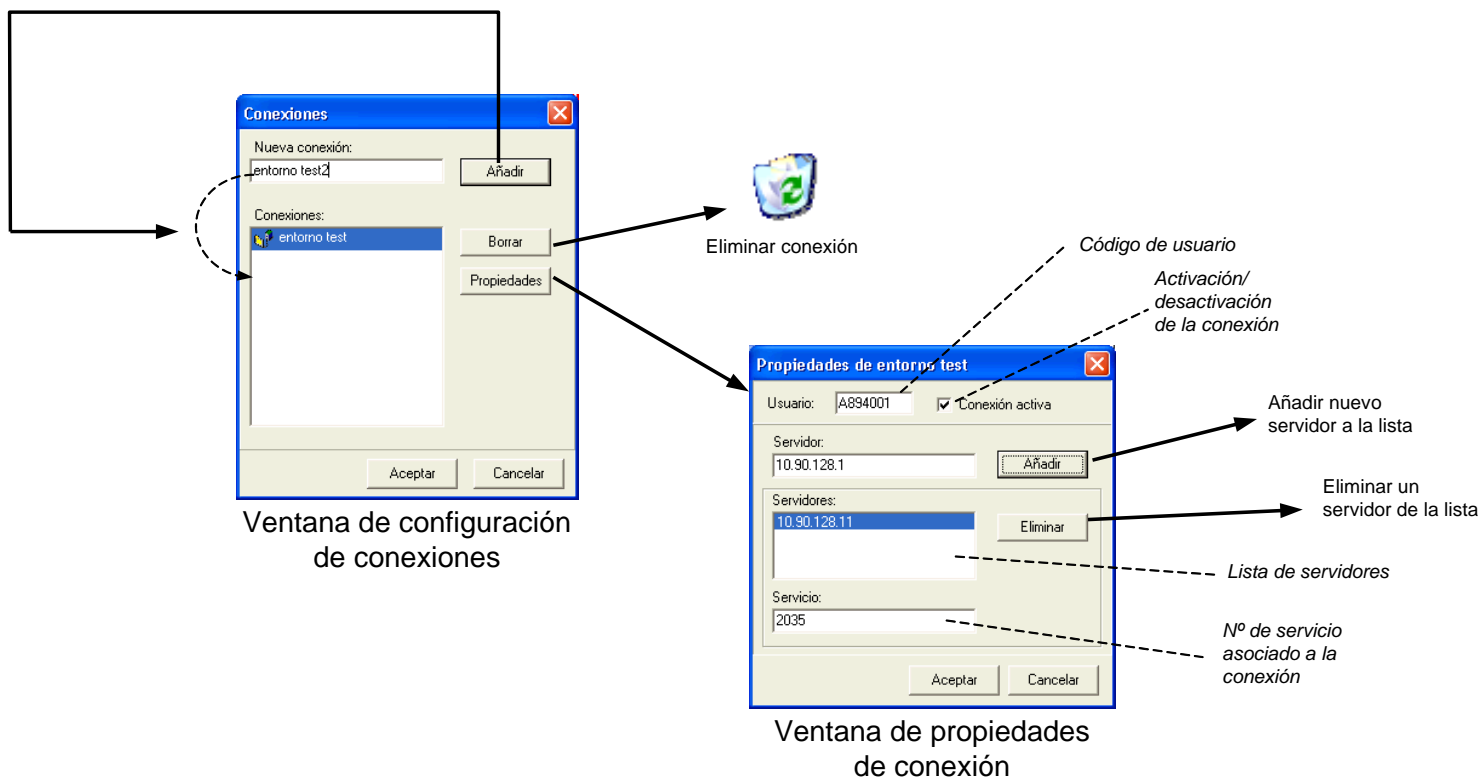 Conexiones
Nueva conexión:
entorno test2
Añadir
Conexiones:
entorno test
Borrar
Propiedades
Aceptar
Cancelar
Ventana de configuración
de conexiones
Eliminar conexión
Código de usuario
Activación/
desactivación
de la conexión
Propiedades de entorno test
Usuario:
A894001
Conexión activa
Servidor:
10.90.128.1
Añadir
Servidores:
10.90.128.11
Eliminar
Servicio:
2035
Aceptar
Cancelar
Añadir nuevo
servidor a la lista
Eliminar un
servidor de la lista
Lista de servidores
Nº de servicio
asociado a la
conexión
Ventana de propiedades
de conexión